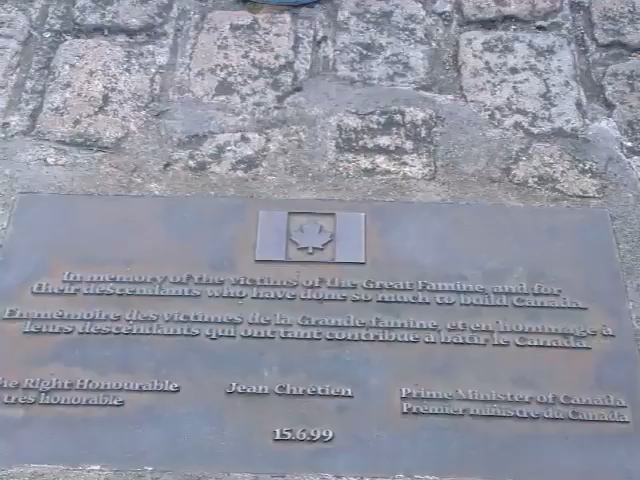 In memory of the victims of the Great Famine, and for
their descendants who have done so much to build Canada.
En mémoire des victimes de la Grande famine, et en hommage à
leurs descendants qui ont tant contribué à bâtir le Canada.
The Right Honourable
très honorable
Jean Chrétien
Prime Minister of Canada
Premier ministre du Canada
15.6.99